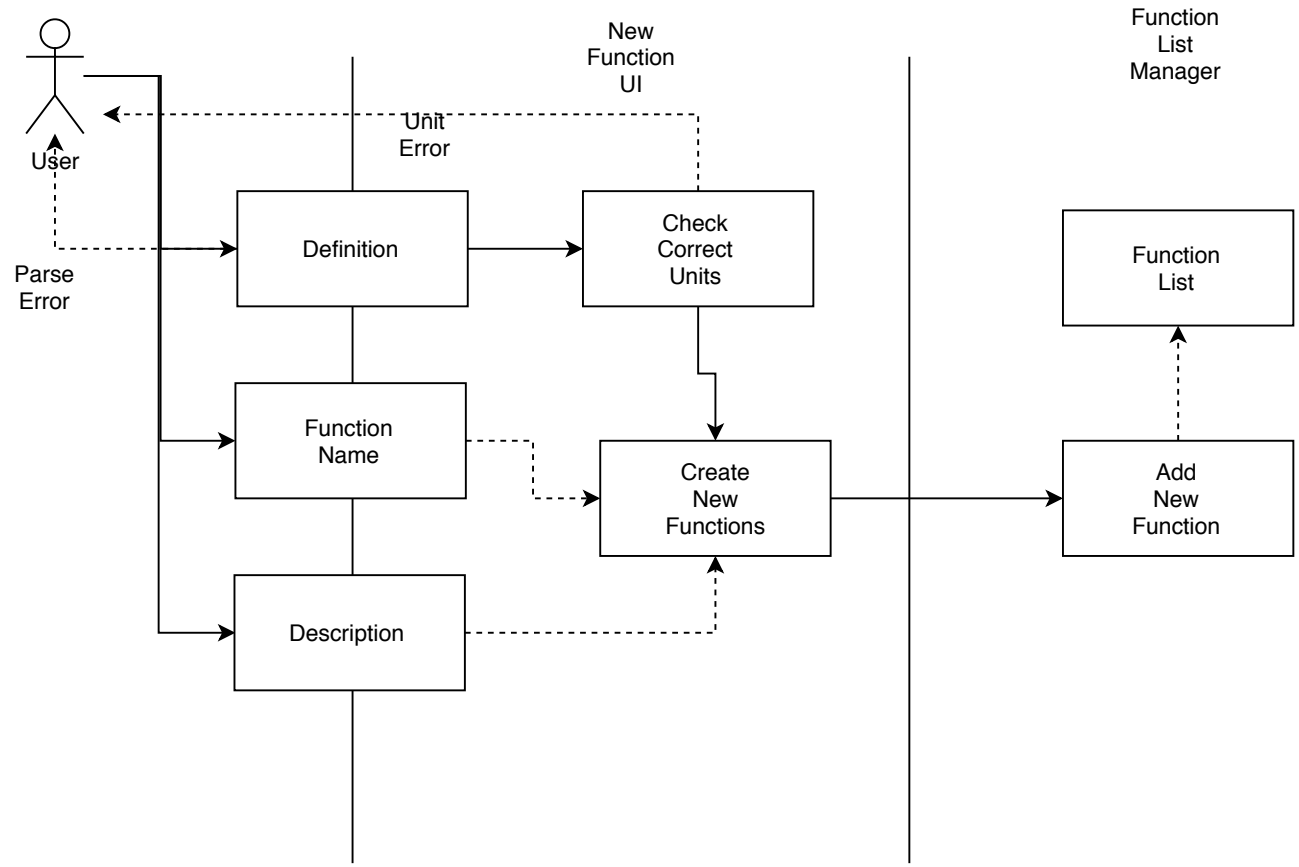 New
Function
UI
Function
List
Manager
User
Unit
Error
Parse
Error
Definition
Check
Correct
Units
Function
List
Function
Name
Create
New
Functions
Add
New
Function
Description